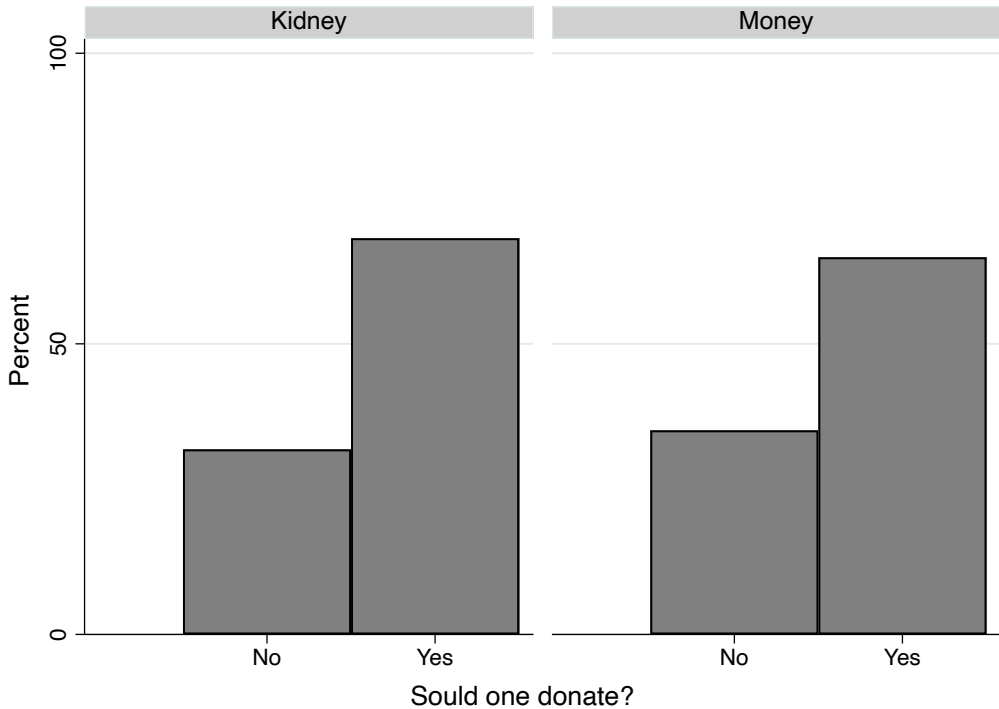 Kidney
Money
Percent
100
50
0
No
Yes
No
Yes
Sould one donate?